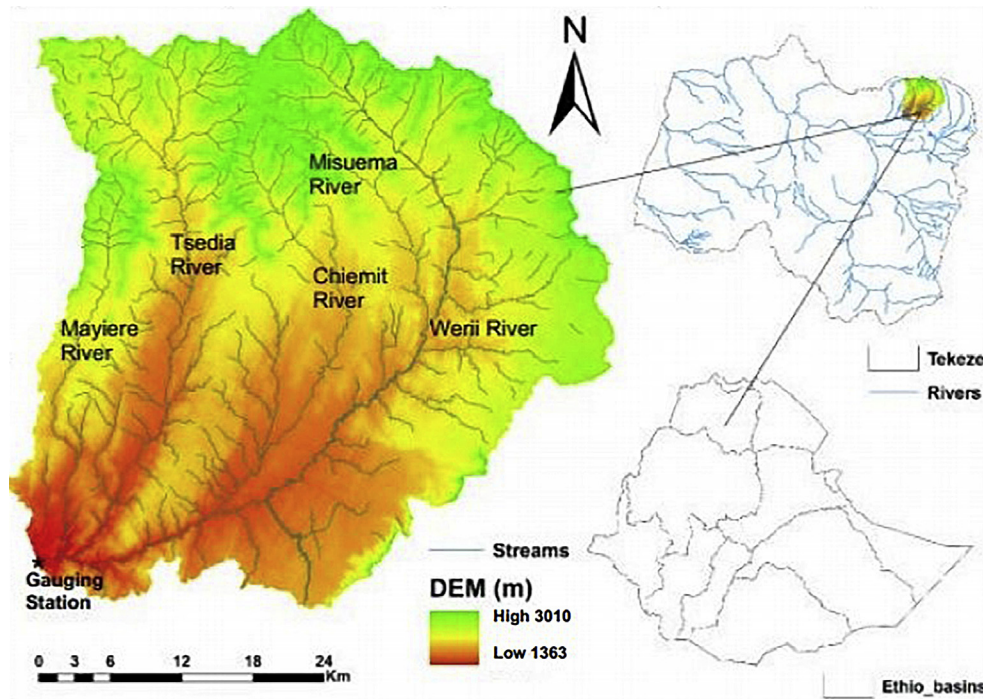 N
Misuema
River
Tsedia
River
Chiemit
River
Mayiere
River
Werii River
Tekeze
Rivers
Streams
Gauging
Station
DEM (m)
High 3010
Low 1363
0 3 6 12 18 24
Km
Ethio_basins